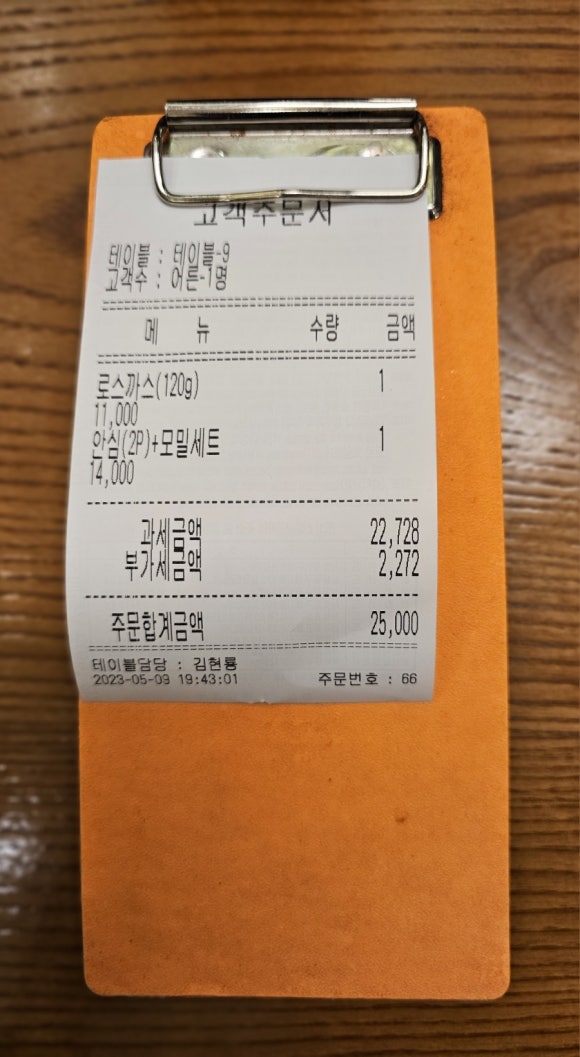 고객주문서
테이블 : 테이블-9
고객수 : 어른-1명
메 뉴 수량 금액
로스까스(120g) 1
11,000
안심(2P)+모밀세트 1
14,000
과세금액 22,728
부가세금액 2,272
주문합계금액 25,000
테이블담당 : 김현룡
2023-05-09 19:43:01 주문번호 : 66